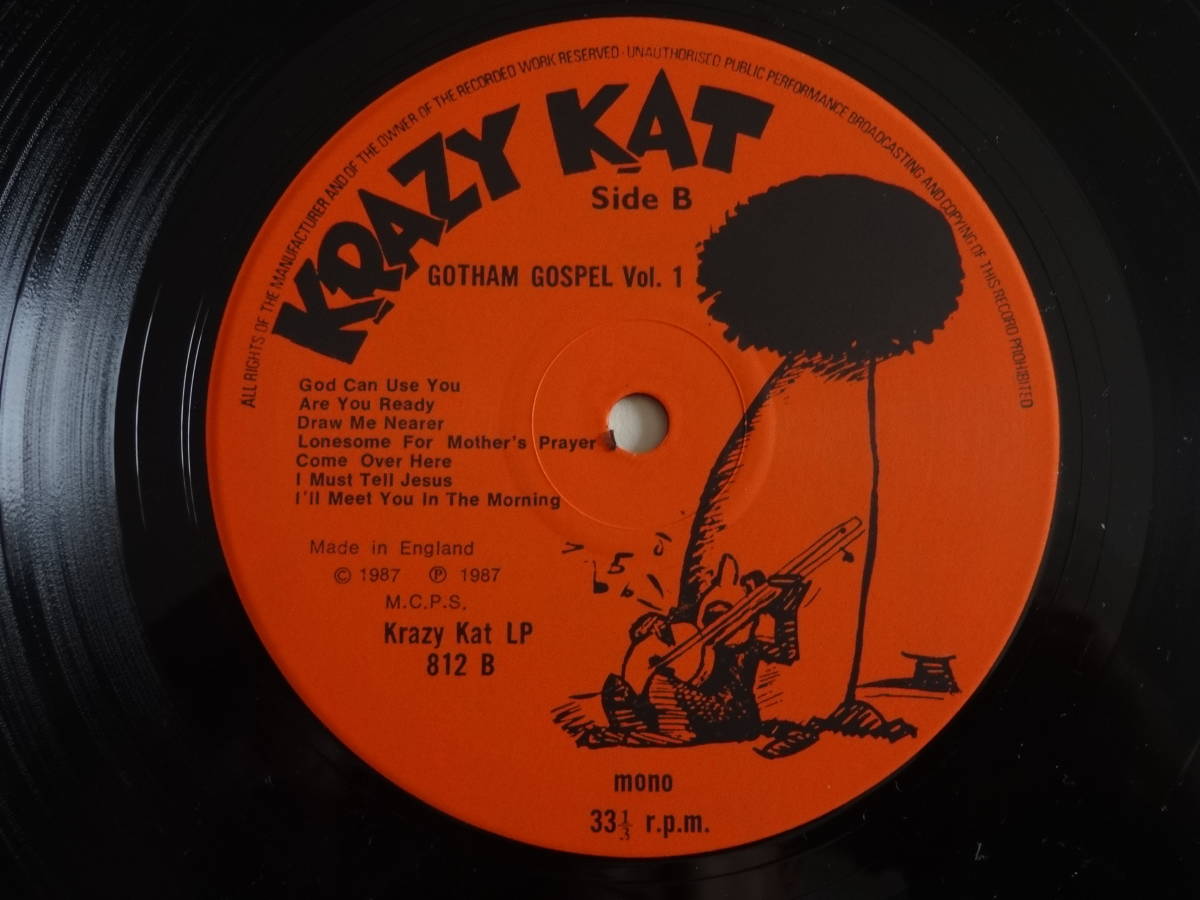 ALL RIGHTS OF THE MANUFACTURER AND OF THE OWNER OF THE RECORDED WORK RESERVED · UNAUTHORISED PUBLIC PERFORMANCE BROADCASTING AND COPYING OF THIS RECORD PROHIBITED
KRAZY KAT
Side B
GOTHAM GOSPEL Vol. 1
God Can Use You
Are You Ready
Draw Me Nearer
Lonesome For Mother's Prayer
Come Over Here
I Must Tell Jesus
I'll Meet You In The Morning
Made in England
© 1987 ℗ 1987
M.C.P.S.
Krazy Kat LP
812 B
mono
33⅓ r.p.m.